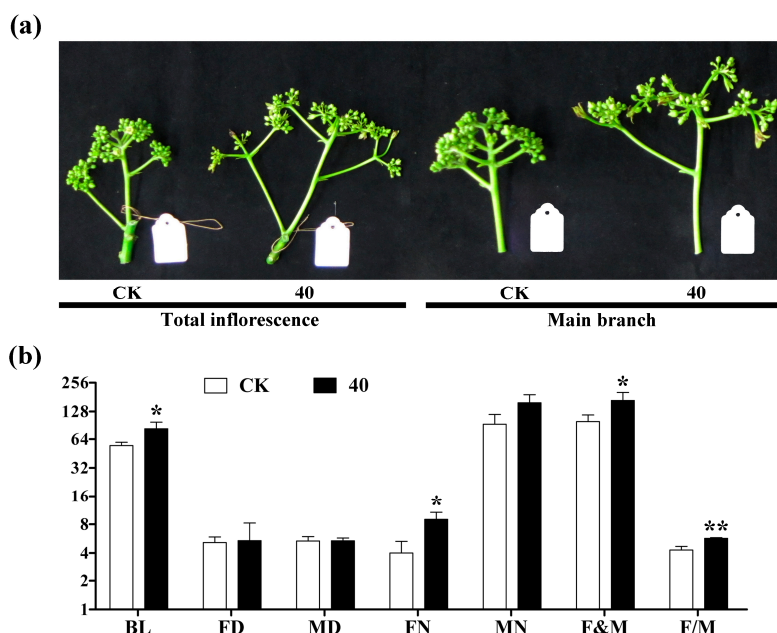 (a)
CK 40 CK 40
Total inflorescence Main branch
(b)
256
128
64
32
16
8
4
2
1
CK 40
* * * **
BL FD MD FN MN F&M F/M